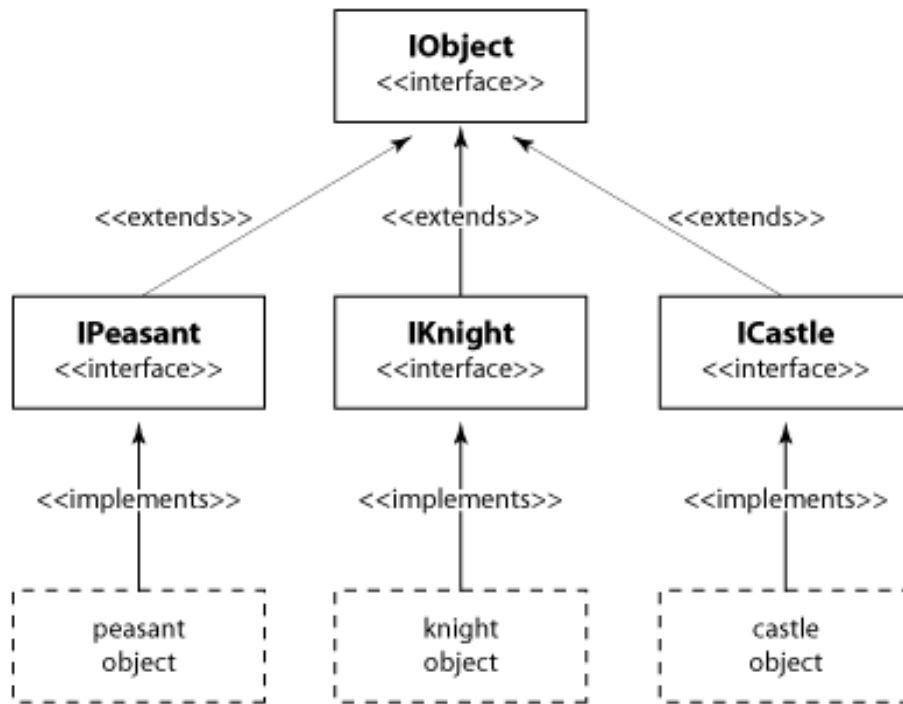 IObject
<<interface>>
<<extends>>
<<extends>>
<<extends>>
IPeasant
<<interface>>
IKnight
<<interface>>
ICastle
<<interface>>
<<implements>>
<<implements>>
<<implements>>
peasant
object
knight
object
castle
object